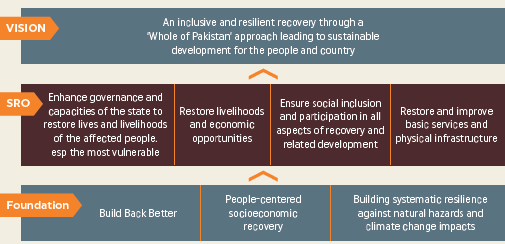 VISION
An inclusive and resilient recovery through a
'Whole of Pakistan' approach leading to sustainable
development for the people and country
SRO
Enhance governance and
capacities of the state to
restore lives and livelihoods
of the affected people.
esp the most vulnerable
Restore livelihoods
and economic
opportunities
Ensure social inclusion
and participation in all
aspects of recovery and
related development
Restore and improve
basic services and
physical infrastructure
Foundation
Build Back Better
People-centered
socioeconomic
recovery
Building systematic resilience
against natural hazards and
climate change impacts